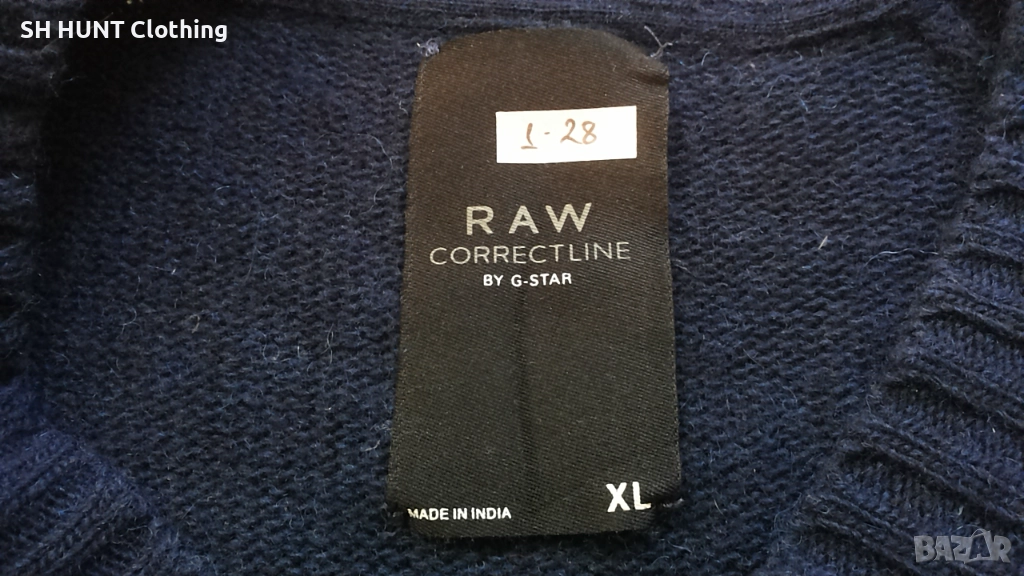 SH HUNT Clothing
1-28
RAW
CORRECTLINE
BY G-STAR
XL
MADE IN INDIA
BAZAR